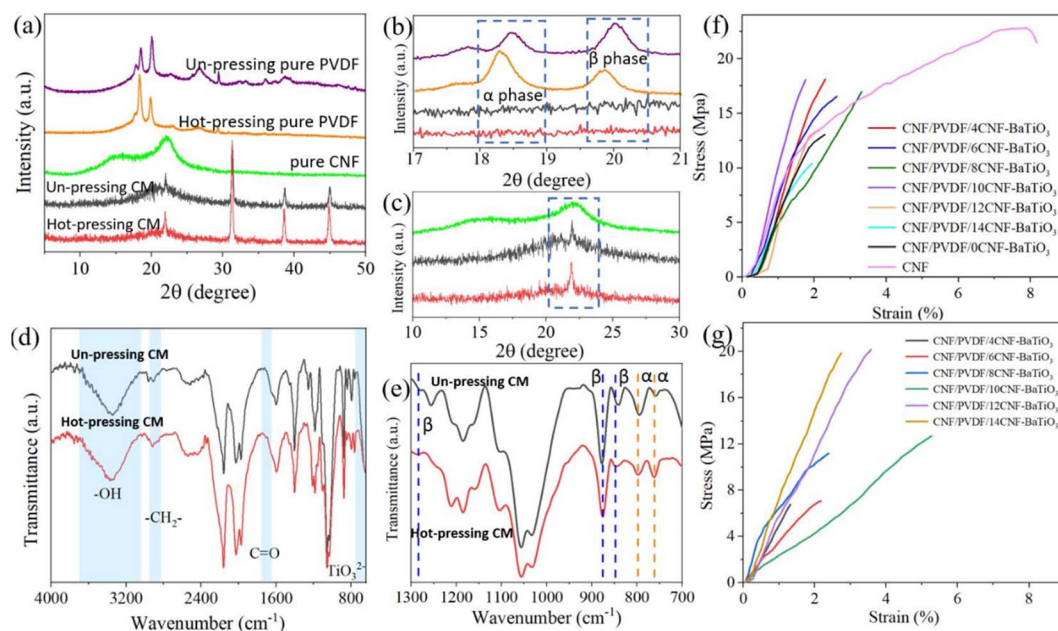 (a)
Un-pressing pure PVDF
Hot-pressing pure PVDF
pure CNF
Un-pressing CM
Hot-pressing CM
Intensity (a.u.)
10 20 30 40 50
2θ (degree)
(b)
β phase
α phase
Intensity (a.u.)
17 18 19 20 21
2θ (degree)
(c)
Intensity (a.u.)
10 15 20 25 30
2θ (degree)
(d)
Un-pressing CM
Hot-pressing CM
-OH
-CH₂-
C=O
TiO₃²⁻
Transmittance (a.u.)
4000 3200 2400 1600 800
Wavenumber (cm⁻¹)
(e)
Un-pressing CM
β β α α
β
Hot-pressing CM
Transmittance (a.u.)
1300 1200 1100 1000 900 800 700
Wavenumber (cm⁻¹)
(f)
Stress (Mpa)
20
15
10
5
0
CNF/PVDF/4CNF-BaTiO₃
CNF/PVDF/6CNF-BaTiO₃
CNF/PVDF/8CNF-BaTiO₃
CNF/PVDF/10CNF-BaTiO₃
CNF/PVDF/12CNF-BaTiO₃
CNF/PVDF/14CNF-BaTiO₃
CNF/PVDF/0CNF-BaTiO₃
CNF
0 2 4 6 8
Strain (%)
(g)
Stress (MPa)
20
16
12
8
4
0
CNF/PVDF/4CNF-BaTiO₃
CNF/PVDF/6CNF-BaTiO₃
CNF/PVDF/8CNF-BaTiO₃
CNF/PVDF/10CNF-BaTiO₃
CNF/PVDF/12CNF-BaTiO₃
CNF/PVDF/14CNF-BaTiO₃
0 2 4 6 8
Strain (%)